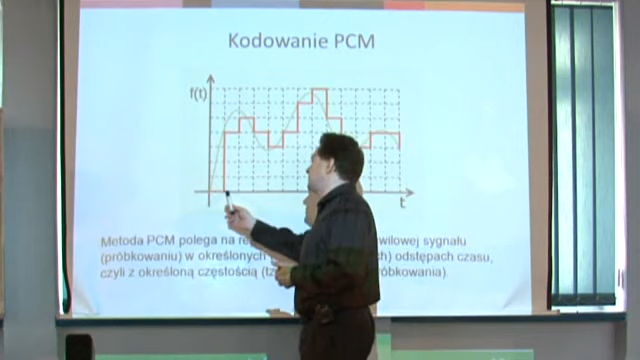 Kodowanie PCM
f(t)
t
Metoda PCM polega na wilowej sygnału
(próbkowaniu) w określonych odstępach czasu,
czyli z określoną częstością próbkowania).